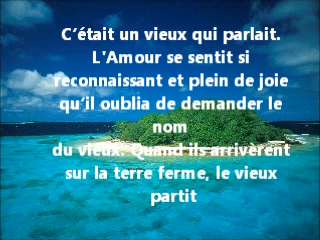 C’était un vieux qui parlait.
L'Amour se sentit si
reconnaissant et plein de joie
qu’il oublia de demander le
nom
du vieux. Quand ils arrivèrent
sur la terre ferme, le vieux
partit